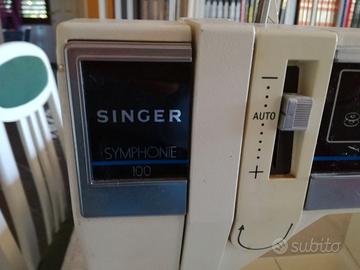 SINGER
SYMPHONIE
100
−
AUTO
+
subito